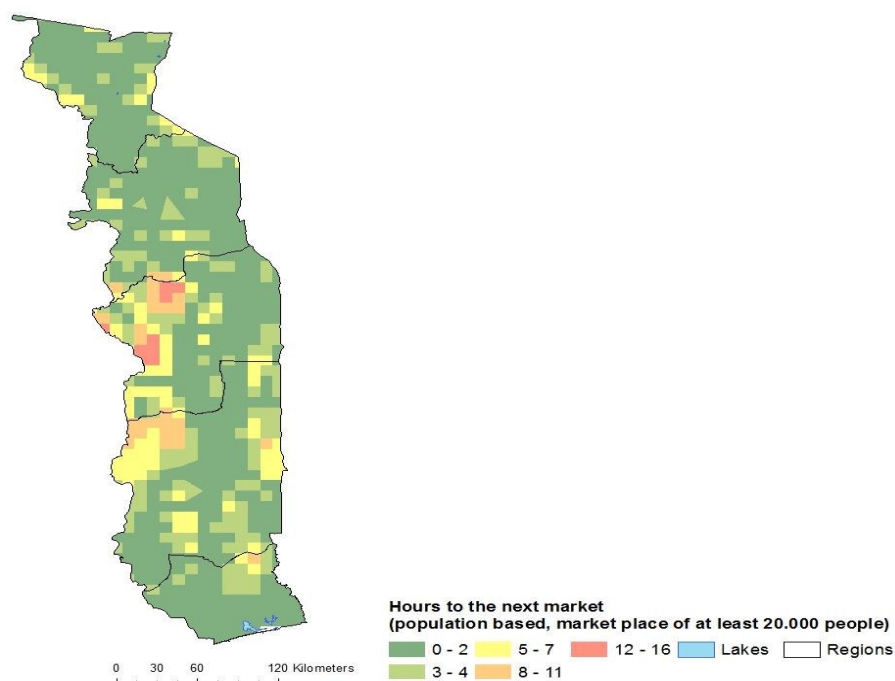 Hours to the next market
(population based, market place of at least 20.000 people)
0 - 2 5 - 7 12 - 16 Lakes Regions
3 - 4 8 - 11
0 30 60 120 Kilometers